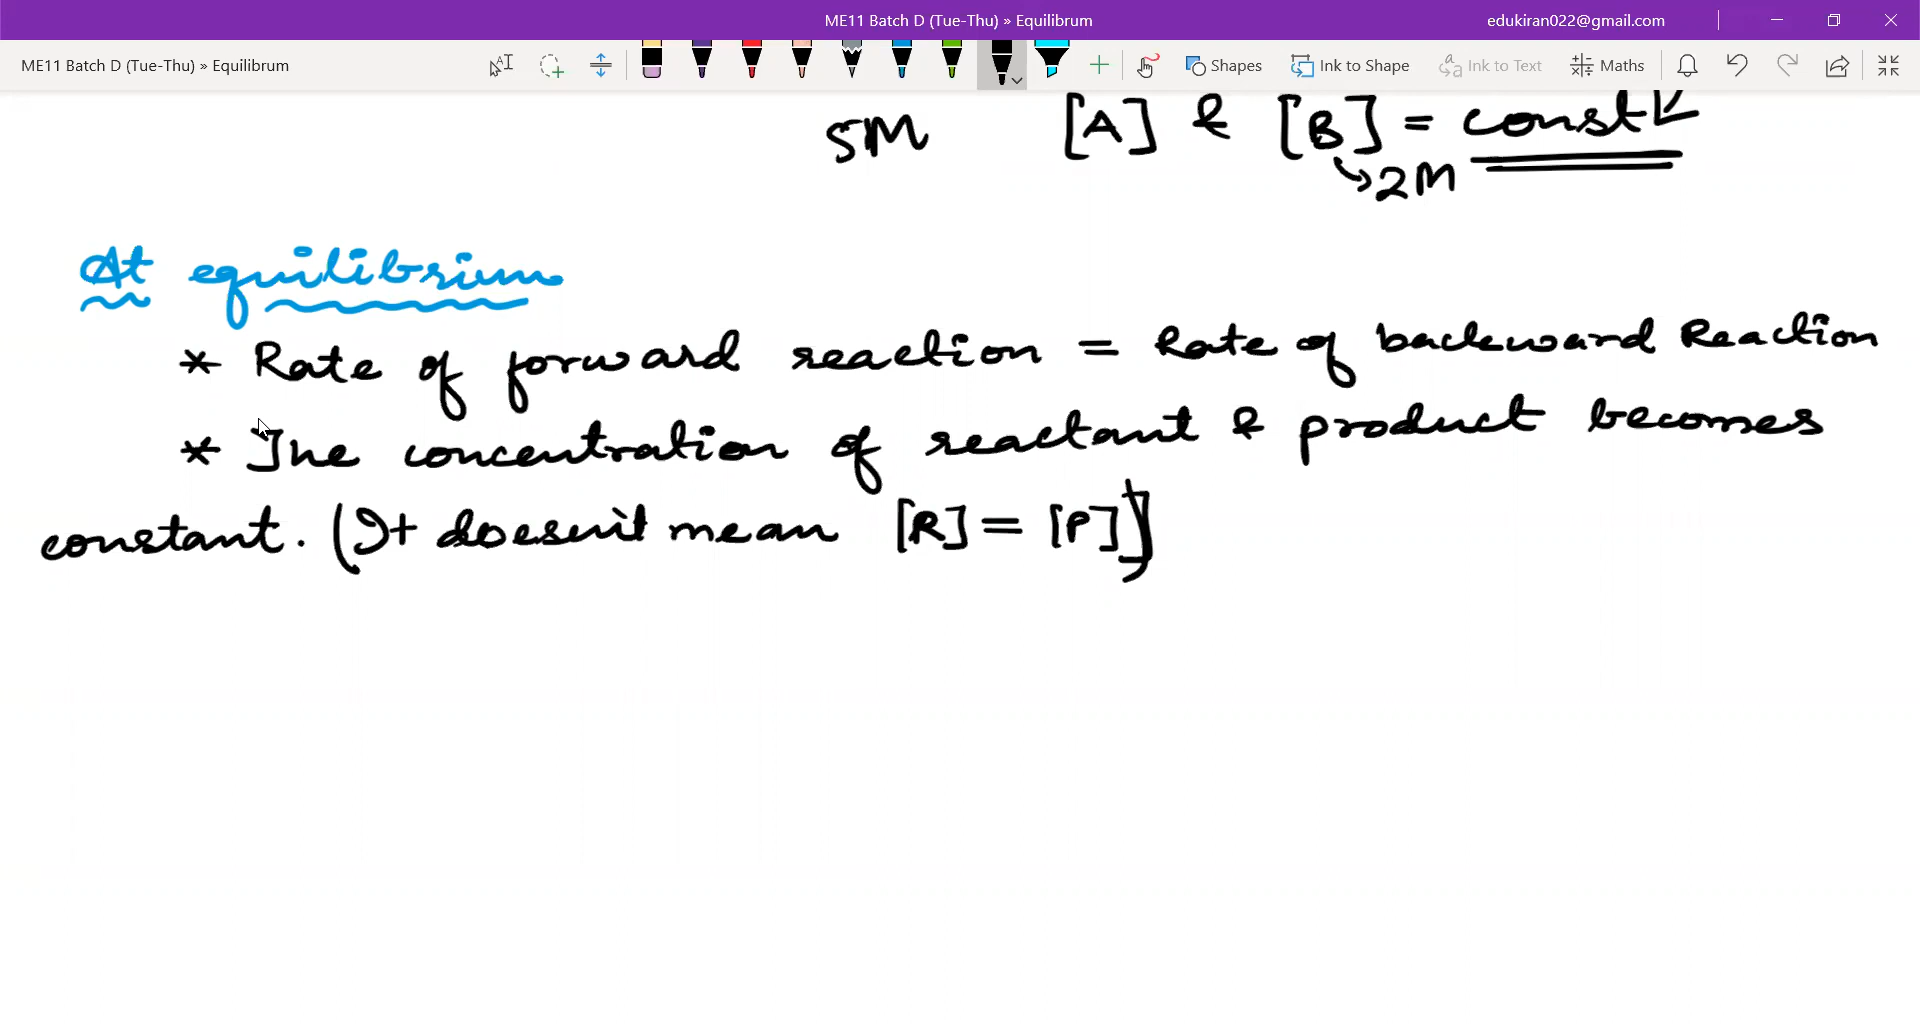 ME11 Batch D (Tue-Thu) » Equilibrum
edukiran022@gmail.com
ME11 Batch D (Tue-Thu) » Equilibrum
Shapes
Ink to Shape
Ink to Text
Maths
5M [A] & [B] = const
2M
At equilibrium
* Rate of forward reaction = Rate of backward Reaction
* The concentration of reactant & product becomes
constant. (It doesn't mean [R] = [P])